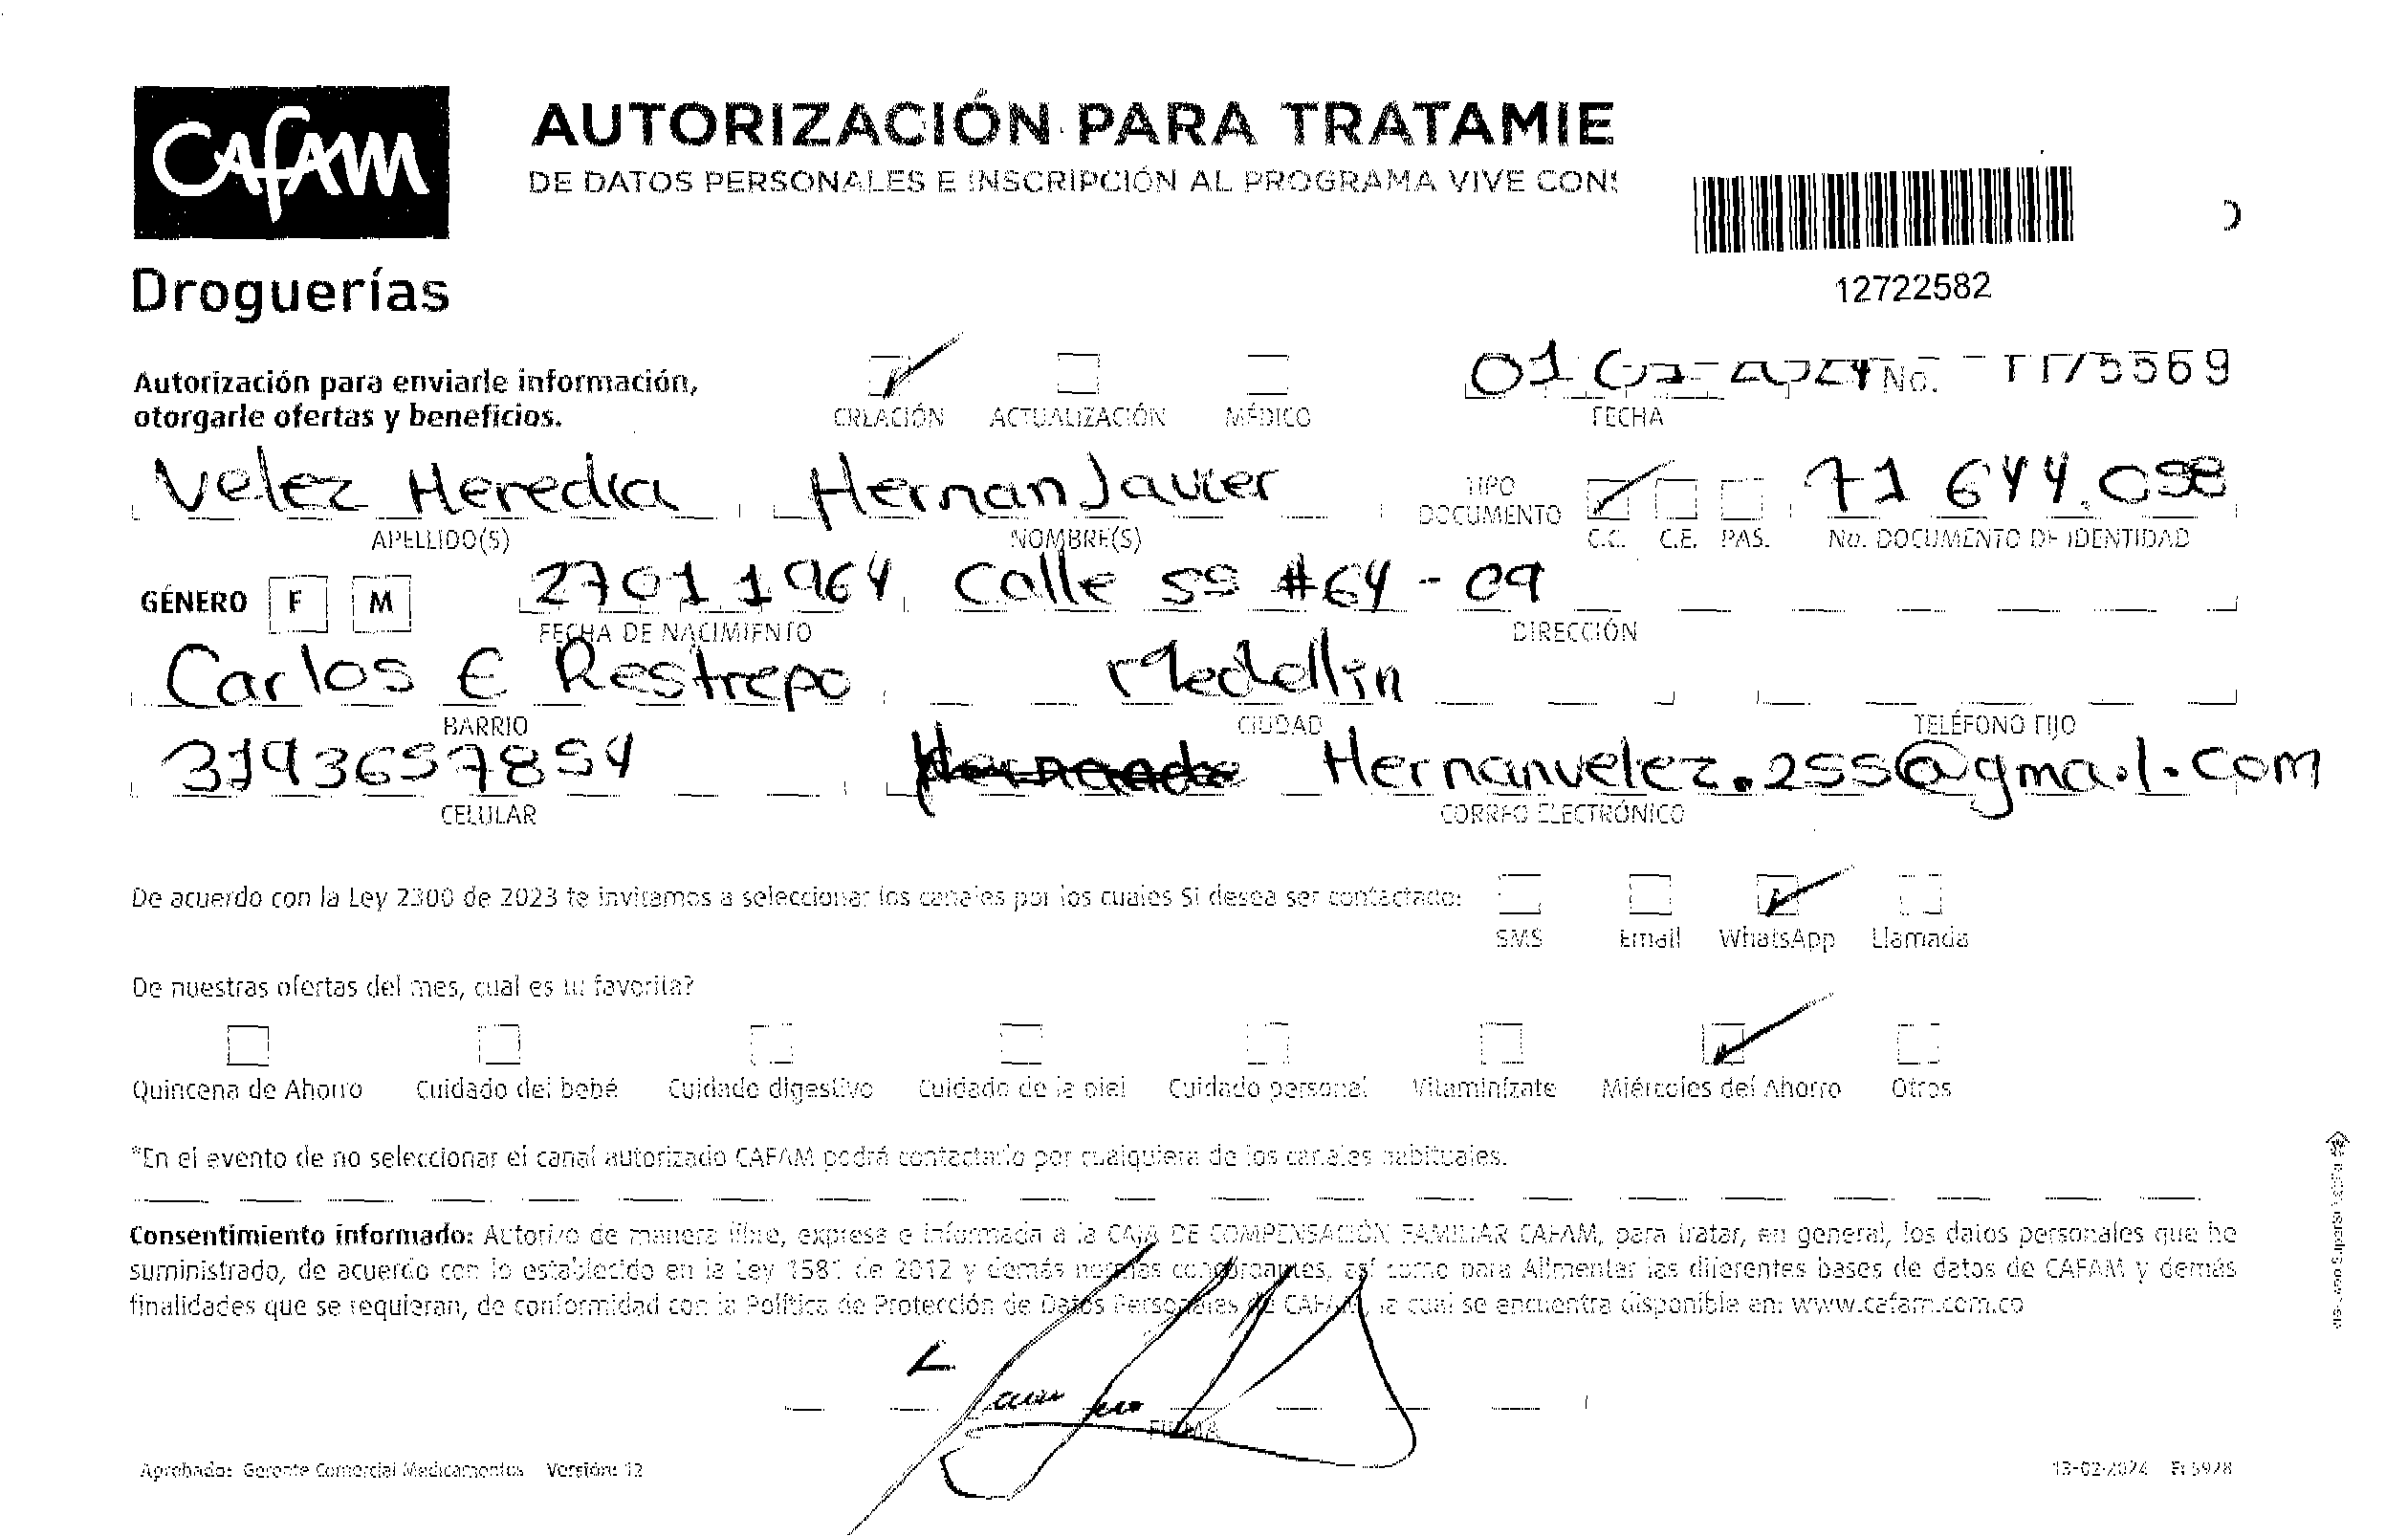 CAFAM
Droguerías
AUTORIZACIÓN PARA TRATAMIE
DE DATOS PERSONALES E INSCRIPCIÓN AL PROGRAMA VIVE CONS
12722582
Autorización para enviarle información,
otorgarle ofertas y beneficios.
CREACIÓN ACTUALIZACIÓN MÉDICO
01 No.
FECHA
Velez Heredia Hernan Javier TIPO DOCUMENTO 71 644.098
APELLIDO(S) NOMBRE(S) C.C. C.E. PAS. No. DOCUMENTO DE IDENTIDAD
GÉNERO F M 27011964 Calle 59 #64-09
FECHA DE NACIMIENTO DIRECCIÓN
Carlos E Restrepo Medellin
BARRIO CIUDAD TELÉFONO FIJO
3193657854 Hernanvelez.255@gmail.com
CELULAR CORREO ELECTRÓNICO
De acuerdo con la Ley 2300 de 2023 te invitamos a seleccionar los canales por los cuales Si desea ser contactado:
SMS Email WhatsApp Llamada
De nuestras ofertas del mes, cual es tu favorita?
Quincena de Ahorro Cuidado del bebé Cuidado digestivo Cuidado de la piel Cuidado personal Vitaminízate Miércoles del Ahorro Otros
*En el evento de no seleccionar el canal autorizado CAFAM podrá contactarlo por cualquiera de los canales habituales.
Consentimiento informado: Autorizo de manera libre, expresa e informada a la CAJA DE COMPENSACIÓN FAMILIAR CAFAM, para tratar, en general, los datos personales que he
suministrado, de acuerdo con lo establecido en la Ley 1581 de 2012 y demás normas concordantes, así como para Alimentar las diferentes bases de datos de CAFAM y demás
finalidades que se requieran, de conformidad con la Política de Protección de Datos Personales de CAFAM, la cual se encuentra disponible en: www.cafam.com.co
FIRMA
Aprobado: Gerente Comercial Medicamentos Versión: 12
13-02-2024 F: 5928